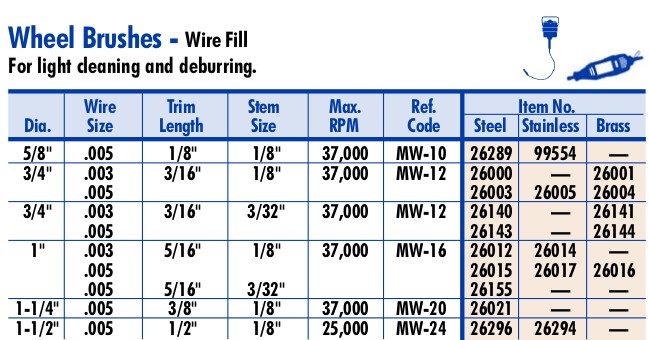 Wheel Brushes - Wire Fill
For light cleaning and deburring.
Wire Trim Stem Max. Ref. Item No.
Dia. Size Length Size RPM Code Steel Stainless Brass
5/8" .005 1/8" 1/8" 37,000 MW-10 26289 99554 —
3/4" .003 3/16" 1/8" 37,000 MW-12 26000 — 26001
.005 26003 26005 26004
3/4" .003 3/16" 3/32" 37,000 MW-12 26140 — 26141
.005 26143 — 26144
1" .003 5/16" 1/8" 37,000 MW-16 26012 26014 —
.005 26015 26017 26016
.005 5/16" 3/32" 26155 — —
1-1/4" .005 3/8" 1/8" 37,000 MW-20 26021 — —
1-1/2" .005 1/2" 1/8" 25,000 MW-24 26296 26294 —